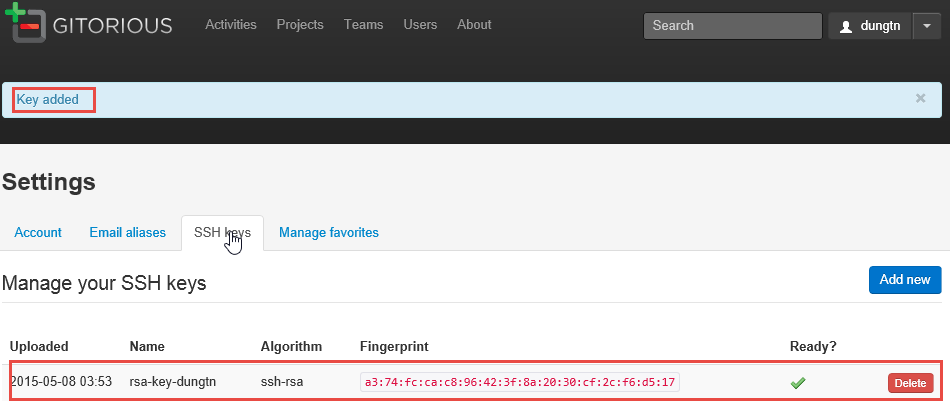 GITORIOUS Activities Projects Teams Users About Search dungtn
Key added ×
Settings
Account Email aliases SSH keys Manage favorites
Manage your SSH keys Add new
Uploaded Name Algorithm Fingerprint Ready?
2015-05-08 03:53 rsa-key-dungtn ssh-rsa a3:74:fc:ca:c8:96:42:3f:8a:20:30:cf:2c:f6:d5:17 Delete